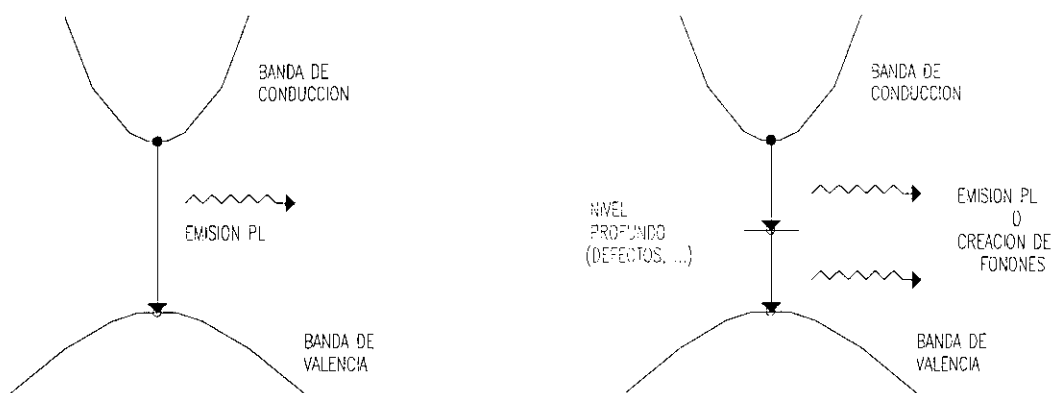 BANDA DE
CONDUCCION
EMISION PL
BANDA DE
VALENCIA
BANDA DE
CONDUCCION
NIVEL
PROFUNDO
(DEFECTOS, ...)
EMISION PL
O
CREACION DE
FONONES
BANDA DE
VALENCIA